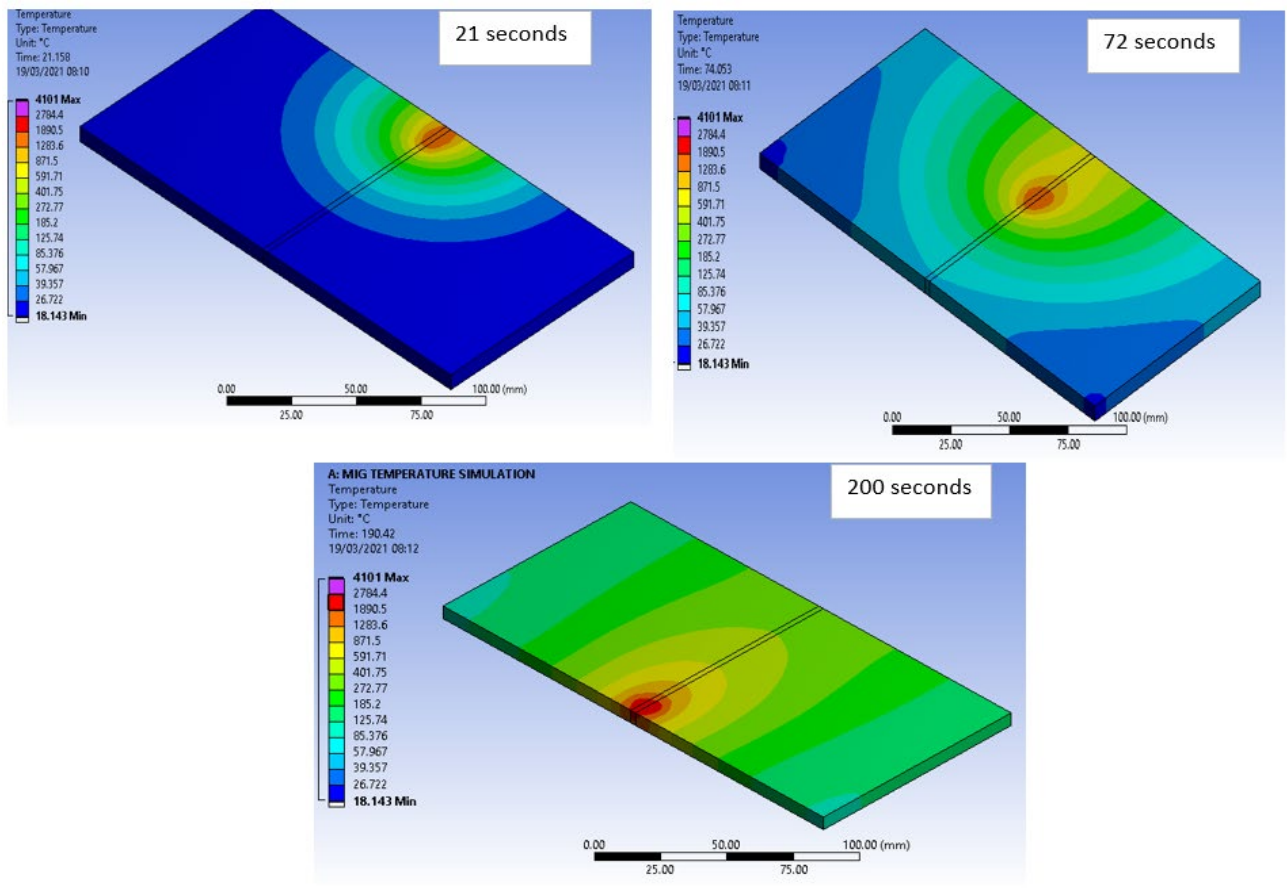 Temperature
Type: Temperature
Unit: °C
Time: 21.158
19/03/2021 08:10
21 seconds
4101 Max
2784.4
1890.5
1283.6
871.5
591.71
401.75
272.77
185.2
125.74
85.376
57.967
39.357
26.722
18.143 Min
0.00 50.00 100.00 (mm)
25.00 75.00
Temperature
Type: Temperature
Unit: °C
Time: 74.053
19/03/2021 08:11
72 seconds
4101 Max
2784.4
1890.5
1283.6
871.5
591.71
401.75
272.77
185.2
125.74
85.376
57.967
39.357
26.722
18.143 Min
0.00 50.00 100.00 (mm)
25.00 75.00
A: MIG TEMPERATURE SIMULATION
Temperature
Type: Temperature
Unit: °C
Time: 190.42
19/03/2021 08:12
200 seconds
4101 Max
2784.4
1890.5
1283.6
871.5
591.71
401.75
272.77
185.2
125.74
85.376
57.967
39.357
26.722
18.143 Min
0.00 50.00 100.00 (mm)
25.00 75.00